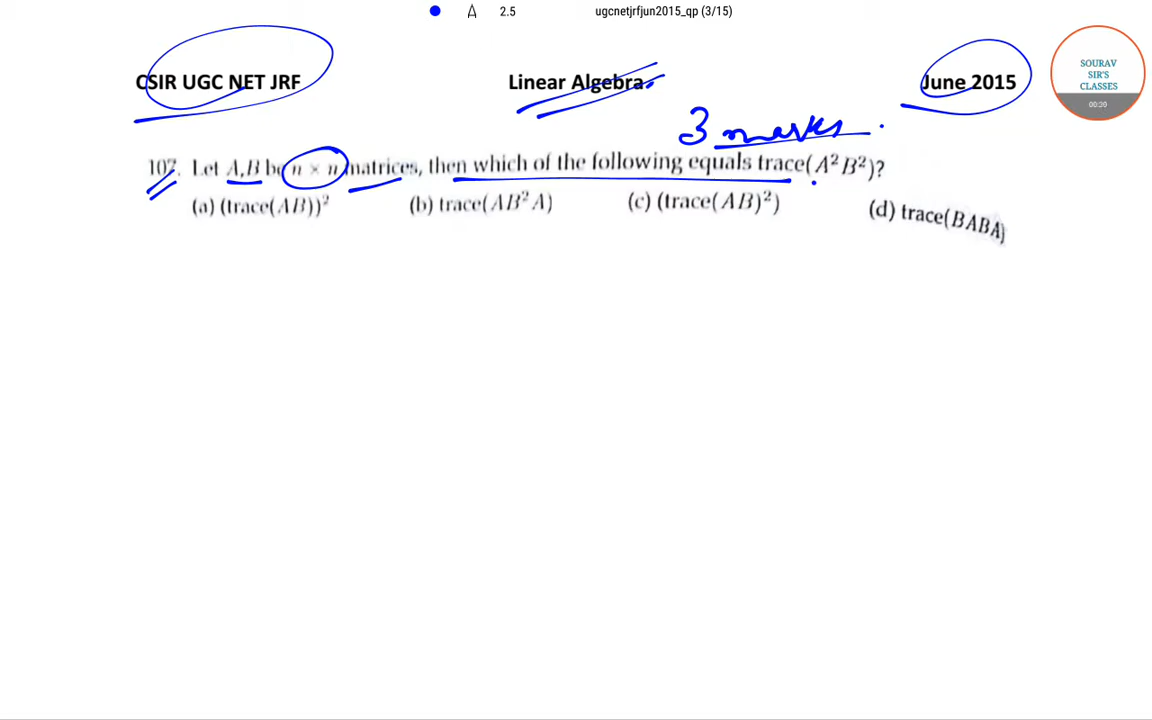 2.5 ugcnetjrfjun2015_qp (3/15)
CSIR UGC NET JRF Linear Algebra June 2015
SOURAV
SIR'S
CLASSES
00:20
3 marks.
107. Let A,B be n × n matrices, then which of the following equals trace(A²B²)?
(a) (trace(AB))² (b) trace(AB²A) (c) (trace(AB)²) (d) trace(BABA)